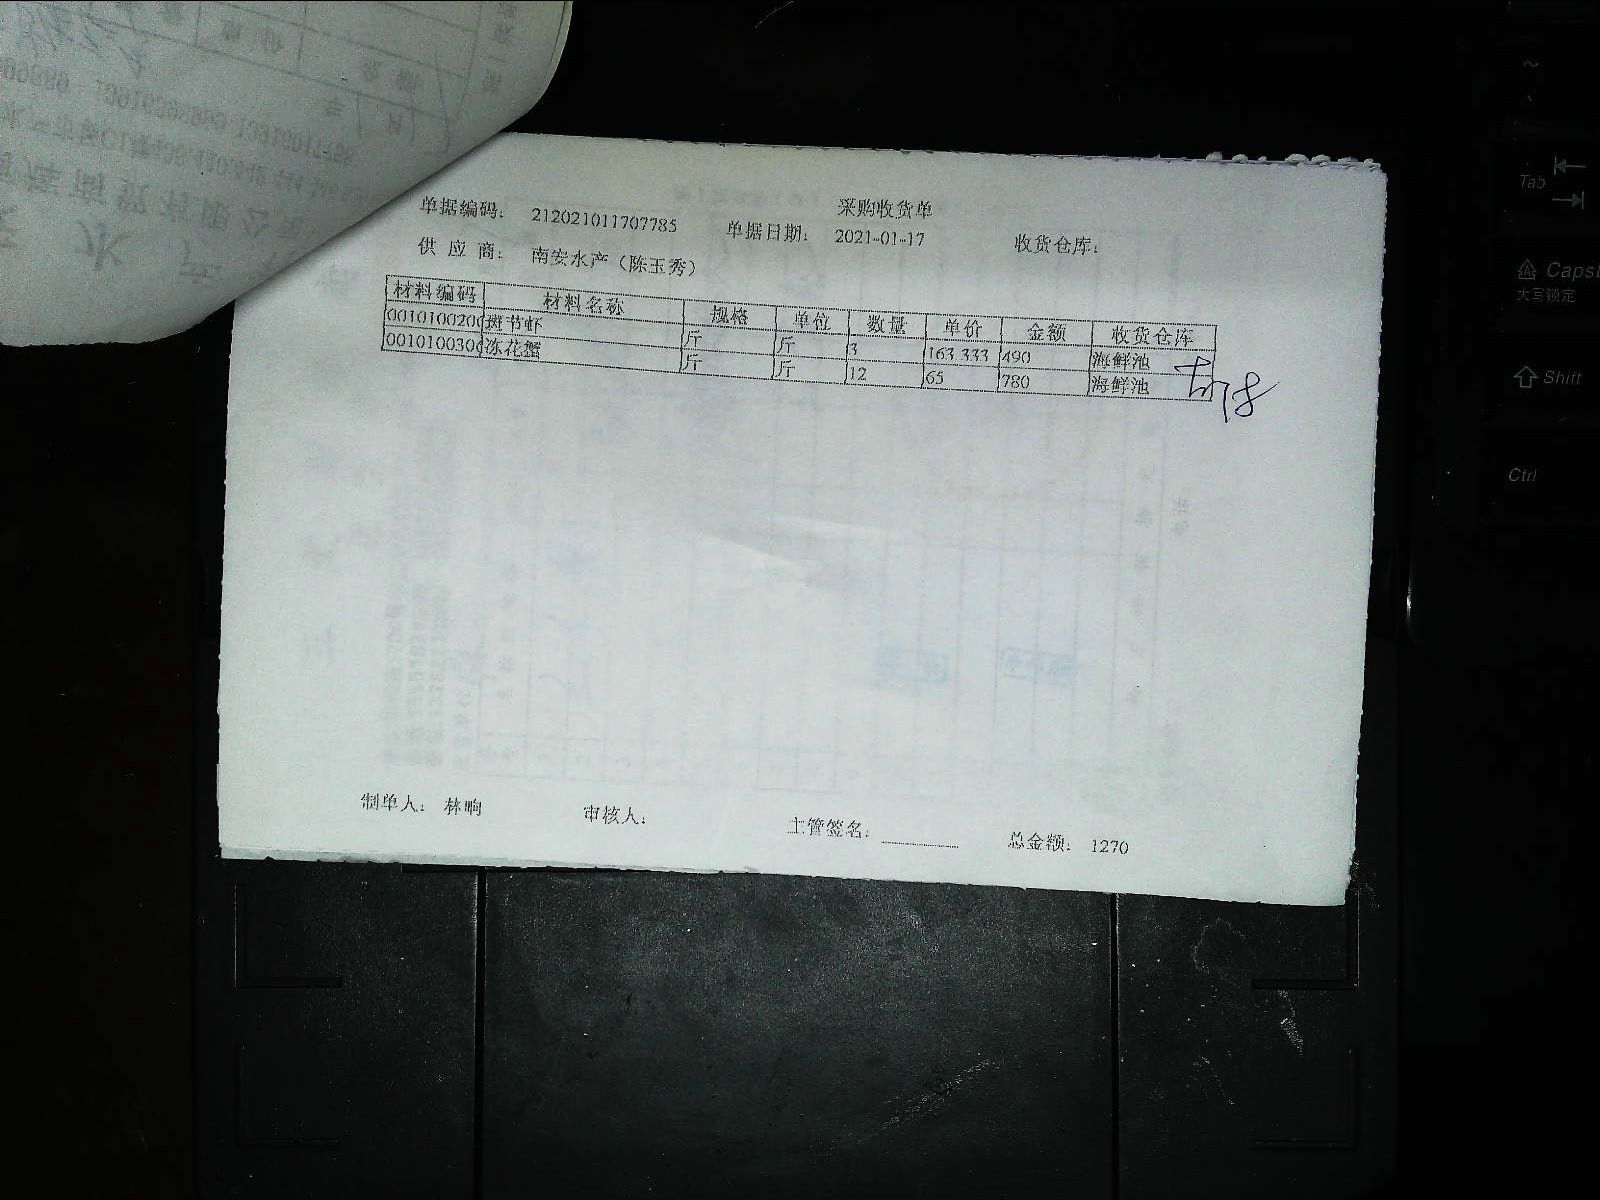 采购收货单
单据编码： 212021011707785 单据日期： 2021-01-17 收货仓库：
供 应 商： 南安水产（陈玉秀）
材料编码 材料名称 规格 单位 数量 单价 金额 收货仓库
001010020 斑节虾 斤 斤 3 163.333 490 海鲜池
001010030 冻花蟹 斤 斤 12 65 780 海鲜池
制单人： 林晌 审核人： 主管签名： 总金额： 1270
Tab
Caps
大写锁定
Shift
Ctrl